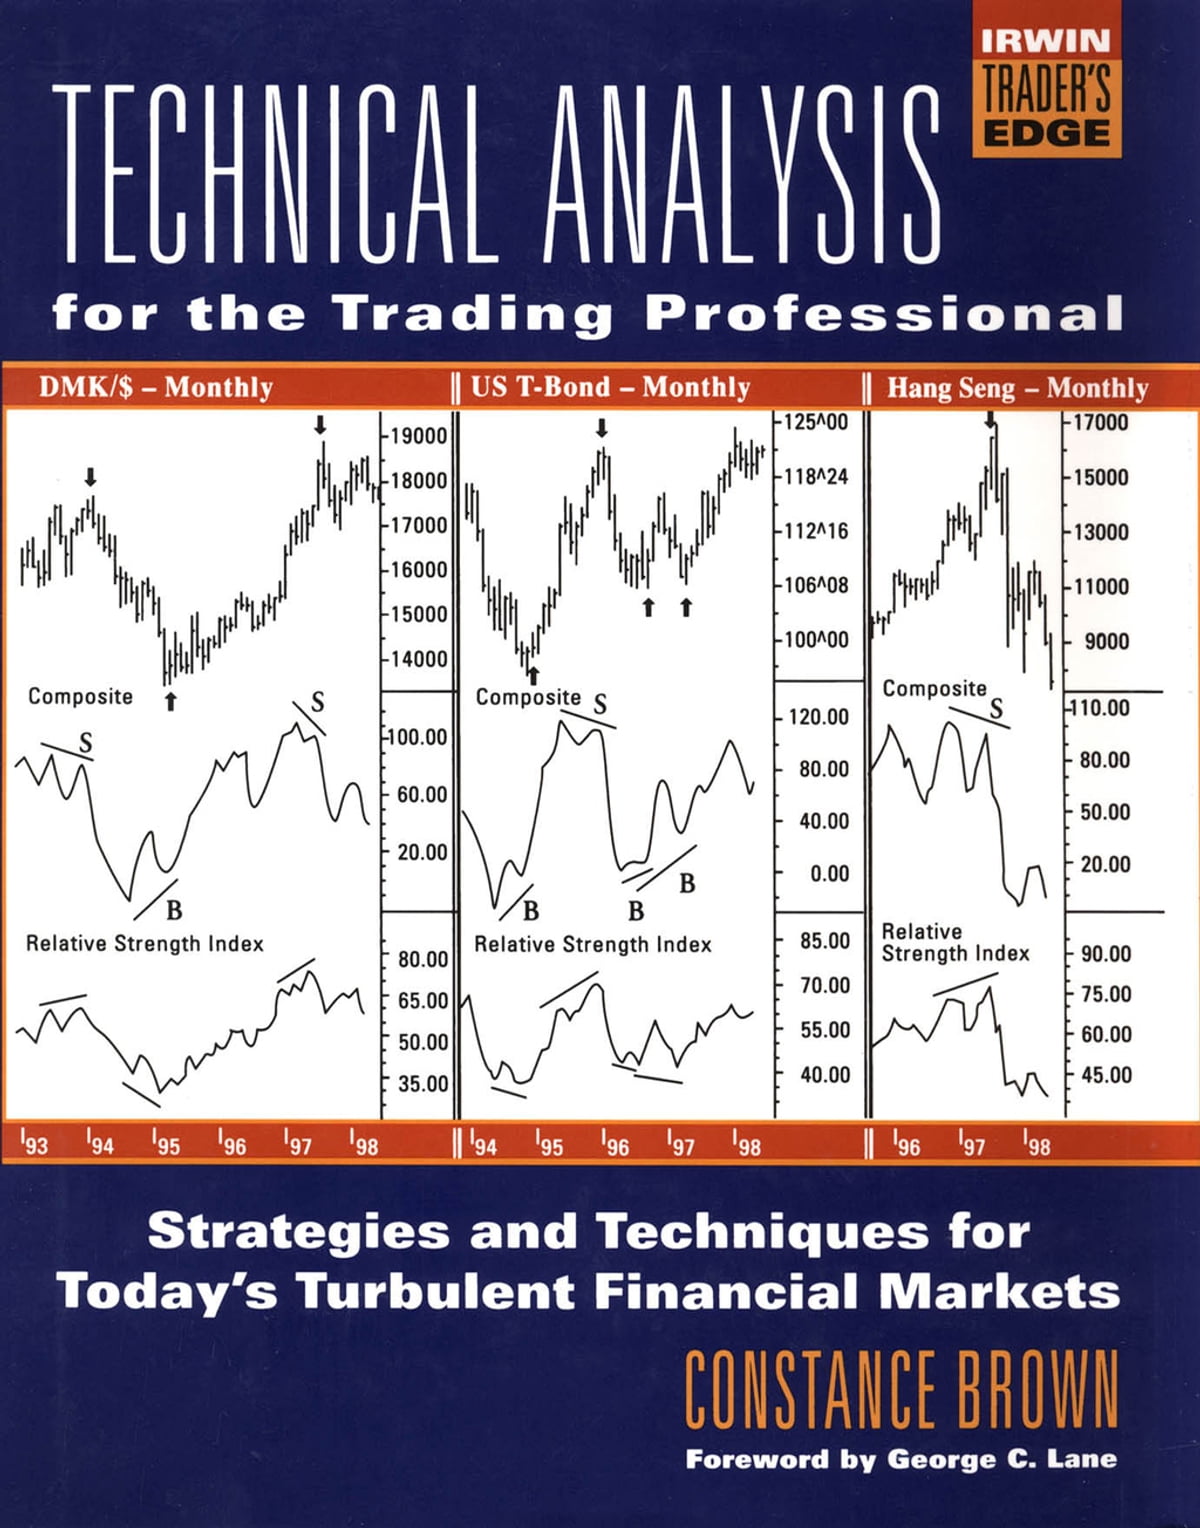 IRWIN
TRADER'S
EDGE
TECHNICAL ANALYSIS
for the Trading Professional
DMK/$ – Monthly
US T-Bond – Monthly
Hang Seng – Monthly
19000
18000
17000
16000
15000
14000
125^00
118^24
112^16
106^08
100^00
17000
15000
13000
11000
9000
Composite
S
S
B
100.00
60.00
20.00
Composite
S
B
B
B
120.00
80.00
40.00
0.00
Composite
S
110.00
80.00
50.00
20.00
Relative Strength Index
80.00
65.00
50.00
35.00
Relative Strength Index
85.00
70.00
55.00
40.00
Relative
Strength Index
90.00
75.00
60.00
45.00
'93 '94 '95 '96 '97 '98
'94 '95 '96 '97 '98
'96 '97 '98
Strategies and Techniques for
Today's Turbulent Financial Markets
CONSTANCE BROWN
Foreword by George C. Lane